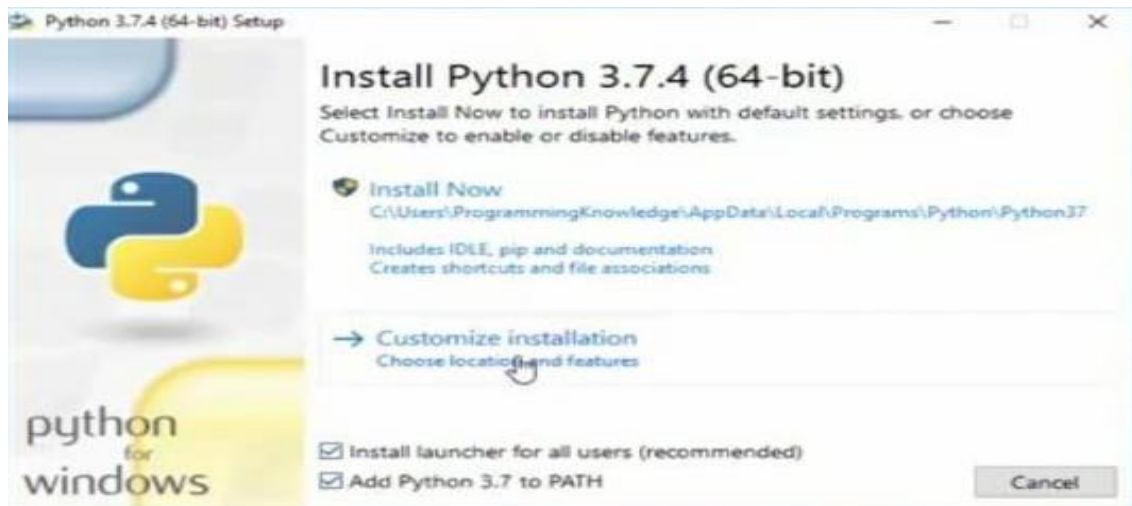 Python 3.7.4 (64-bit) Setup
Install Python 3.7.4 (64-bit)
Select Install Now to install Python with default settings, or choose
Customize to enable or disable features.
Install Now
C:\Users\ProgrammingKnowledge\AppData\Local\Programs\Python\Python37
Includes IDLE, pip and documentation
Creates shortcuts and file associations
Customize installation
Choose location and features
python
for
windows
Install launcher for all users (recommended)
Add Python 3.7 to PATH
Cancel